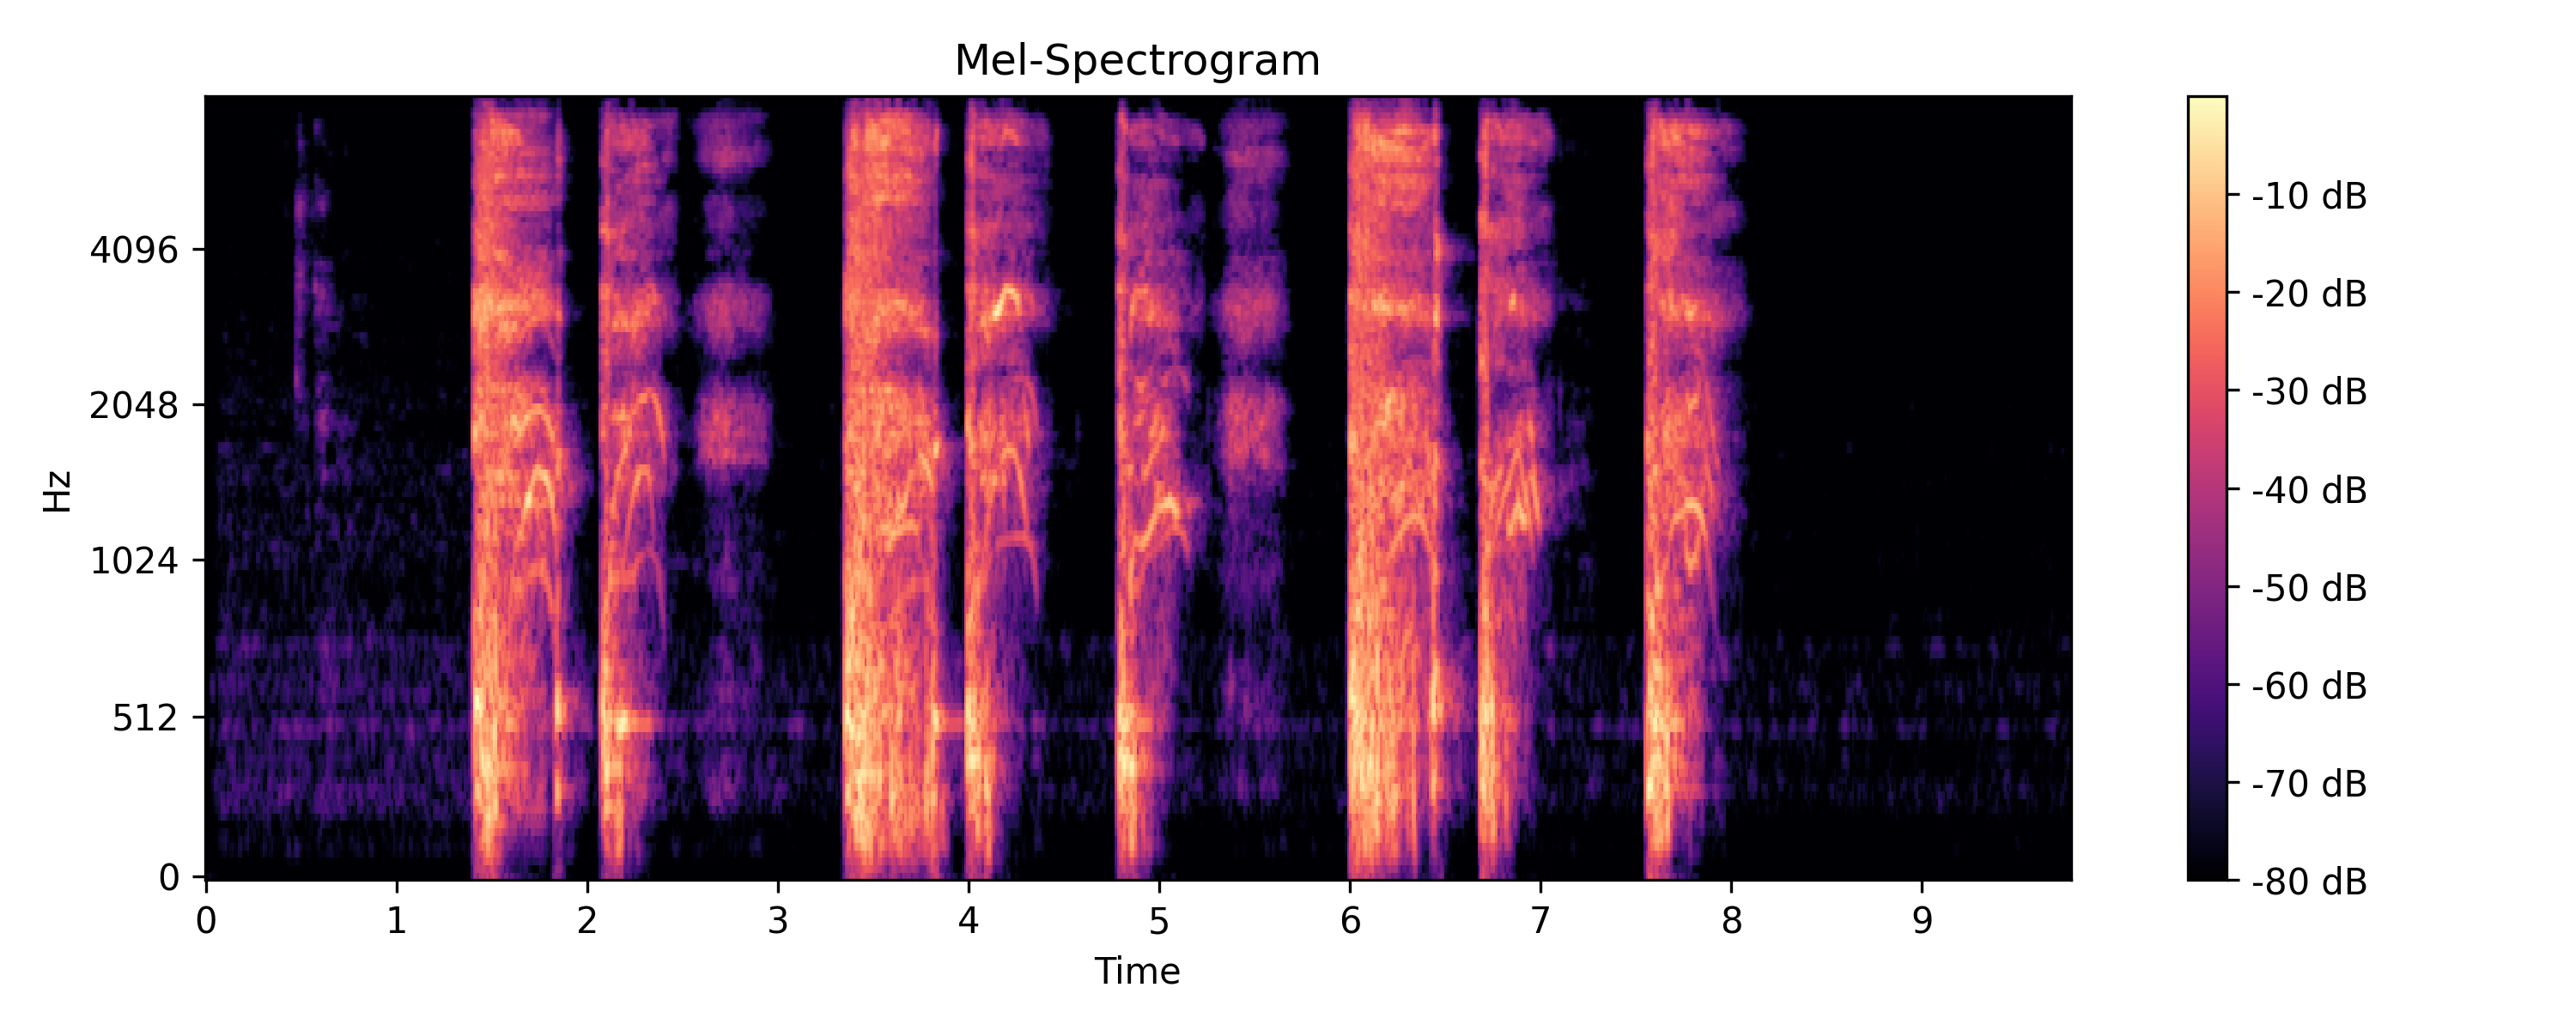 Mel-Spectrogram
Hz
4096
2048
1024
512
0
0 1 2 3 4 5 6 7 8 9
Time
-10 dB
-20 dB
-30 dB
-40 dB
-50 dB
-60 dB
-70 dB
-80 dB